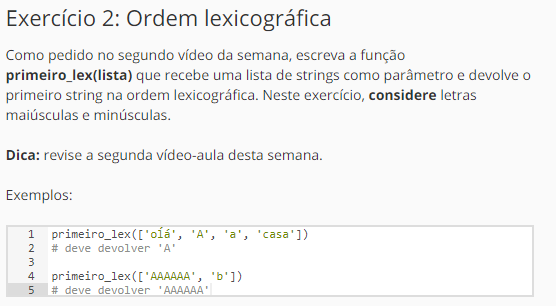 Exercício 2: Ordem lexicográfica
Como pedido no segundo vídeo da semana, escreva a função
primeiro_lex(lista) que recebe uma lista de strings como parâmetro e devolve o
primeiro string na ordem lexicográfica. Neste exercício, considere letras
maiúsculas e minúsculas.
Dica: revise a segunda vídeo-aula desta semana.
Exemplos:
1 primeiro_lex(['oĺá', 'A', 'a', 'casa'])
2 # deve devolver 'A'
3
4 primeiro_lex(['AAAAAA', 'b'])
5 # deve devolver 'AAAAAA'